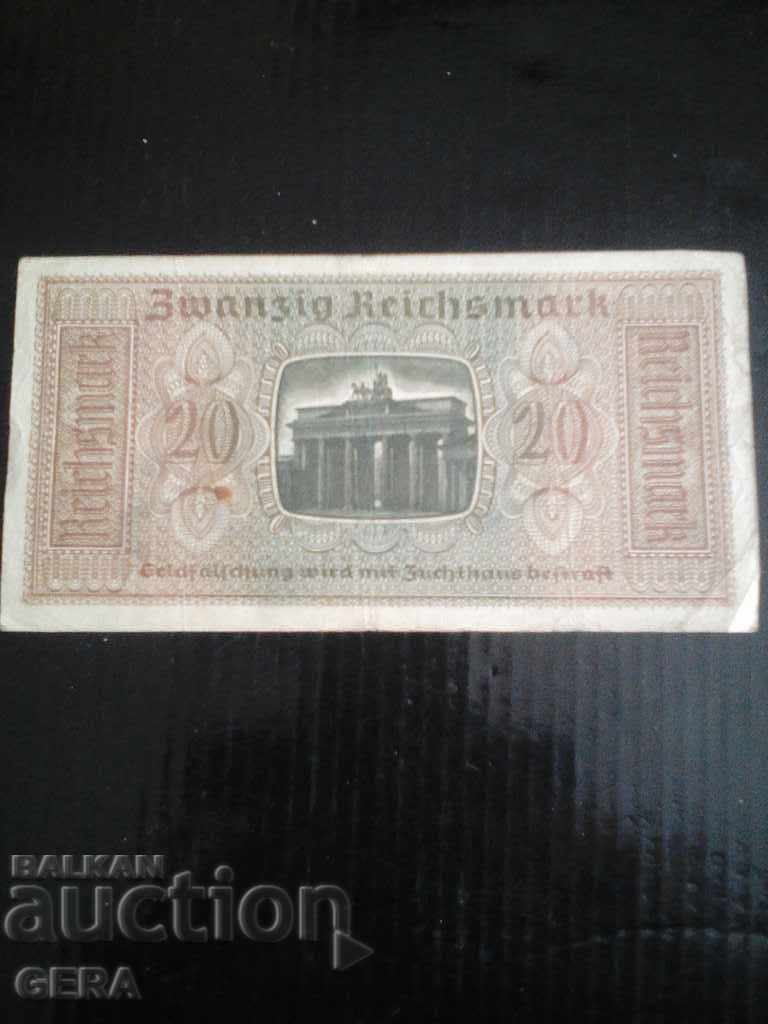 Zwanzig Reichsmark
Reichsmark
20
20
Reichsmark
Geldfälschung wird mit Zuchthaus bestraft
BALKAN
auction
GERA